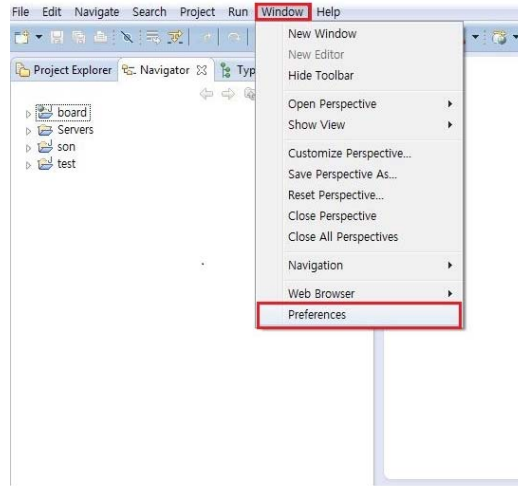 File Edit Navigate Search Project Run Window Help
Project Explorer Navigator Typ
board
Servers
son
test
New Window
New Editor
Hide Toolbar
Open Perspective
Show View
Customize Perspective...
Save Perspective As...
Reset Perspective...
Close Perspective
Close All Perspectives
Navigation
Web Browser
Preferences